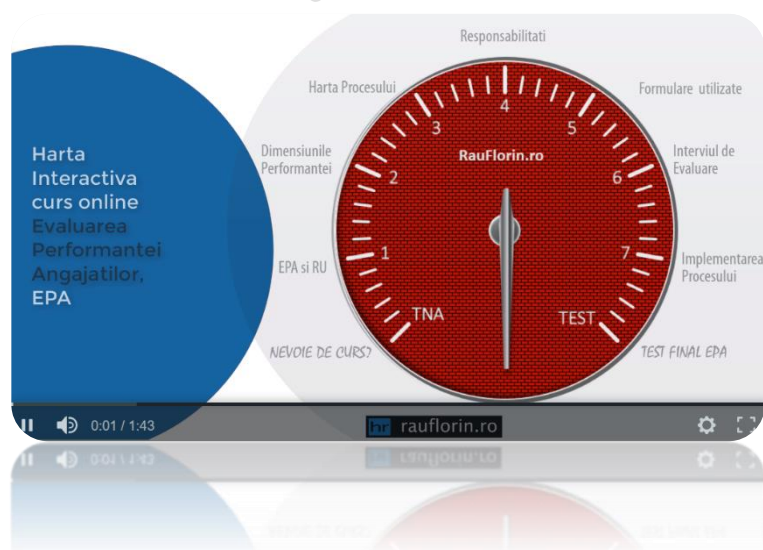 Harta
Interactiva
curs online
Evaluarea
Performantei
Angajatilor,
EPA
Responsabilitati
Harta Procesului
Formulare utilizate
Dimensiunile
Performantei
Interviul de
Evaluare
EPA si RU
Implementarea
Procesului
NEVOIE DE CURS?
TEST FINAL EPA
RauFlorin.ro
1
2
3
4
5
6
7
TNA
TEST
0:01 / 1:43
hr rauflorin.ro